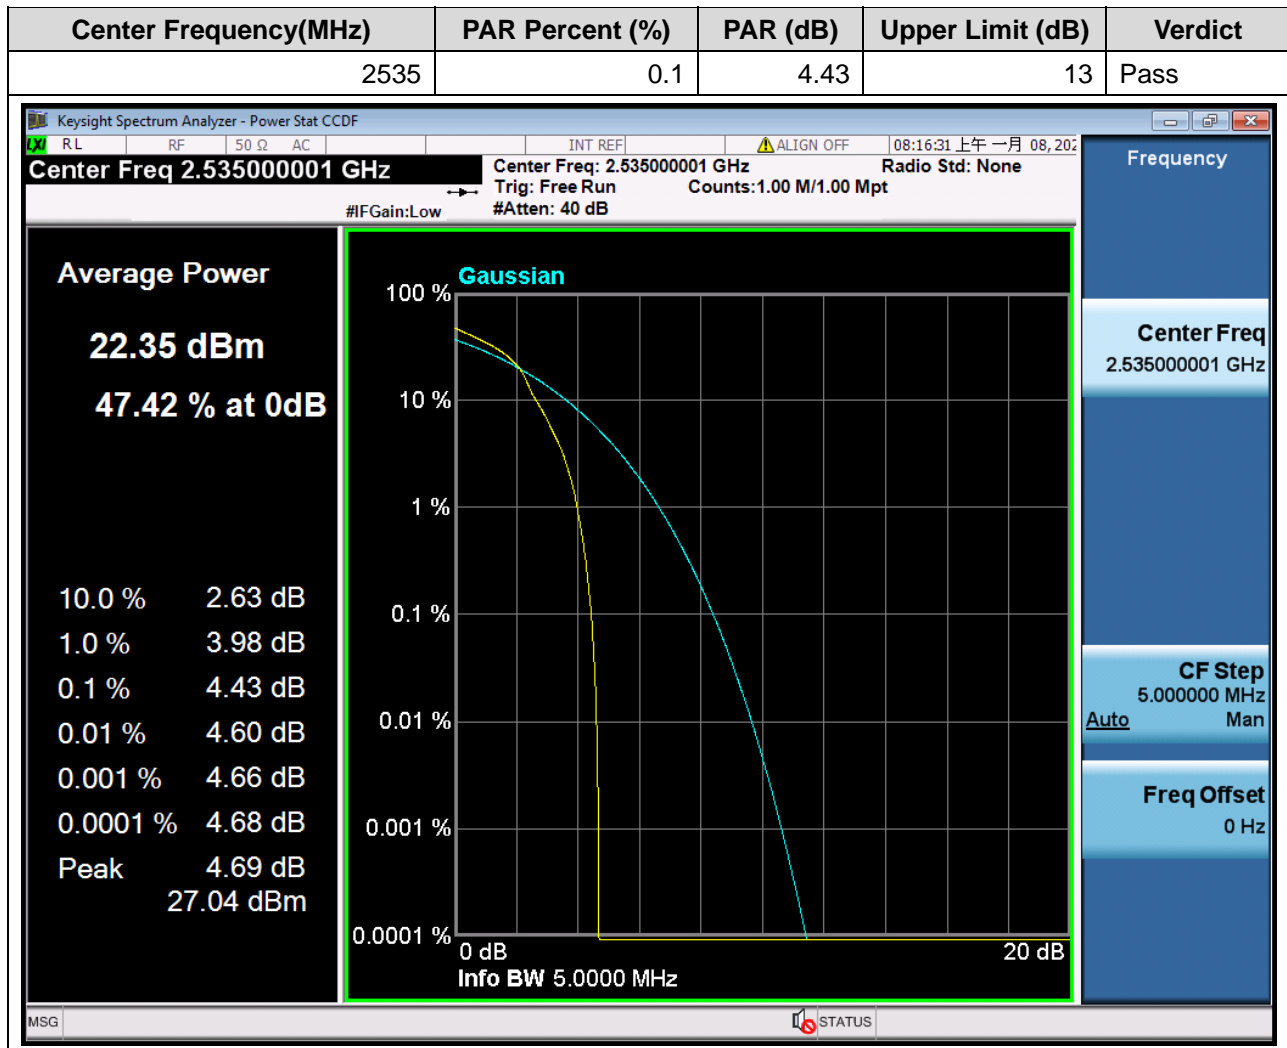 Center Frequency(MHz) PAR Percent (%) PAR (dB) Upper Limit (dB) Verdict
2535 0.1 4.43 13 Pass
Keysight Spectrum Analyzer - Power Stat CCDF
LXI RL RF 50 Ω AC INT REF ALIGN OFF 08:16:31 上午 一月 08, 202
Center Freq 2.535000001 GHz
#IFGain:Low
Center Freq: 2.535000001 GHz
Trig: Free Run Counts:1.00 M/1.00 Mpt
#Atten: 40 dB
Radio Std: None
Average Power
22.35 dBm
47.42 % at 0dB
10.0 % 2.63 dB
1.0 % 3.98 dB
0.1 % 4.43 dB
0.01 % 4.60 dB
0.001 % 4.66 dB
0.0001 % 4.68 dB
Peak 4.69 dB
27.04 dBm
Gaussian
100 %
10 %
1 %
0.1 %
0.01 %
0.001 %
0.0001 %
0 dB 20 dB
Info BW 5.0000 MHz
Frequency
Center Freq
2.535000001 GHz
CF Step
5.000000 MHz
Auto Man
Freq Offset
0 Hz
MSG STATUS